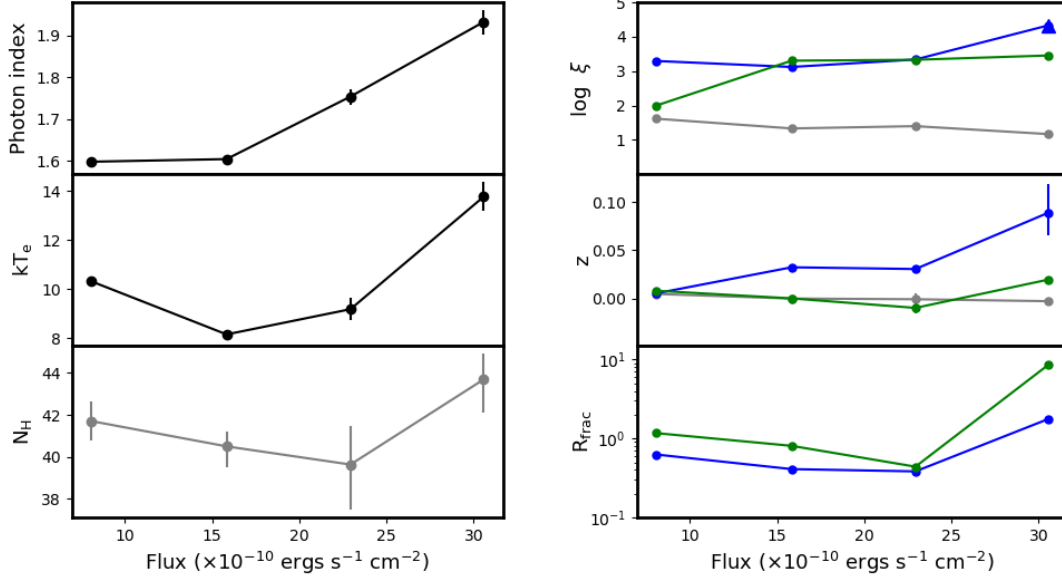 Photon index
1.9
1.8
1.7
1.6
kT_e
14
12
10
8
N_H
44
42
40
38
10 15 20 25 30
Flux (×10⁻¹⁰ ergs s⁻¹ cm⁻²)
log ξ
5
4
3
2
1
z
0.10
0.05
0.00
R_frac
10¹
10⁰
10⁻¹
10 15 20 25 30
Flux (×10⁻¹⁰ ergs s⁻¹ cm⁻²)